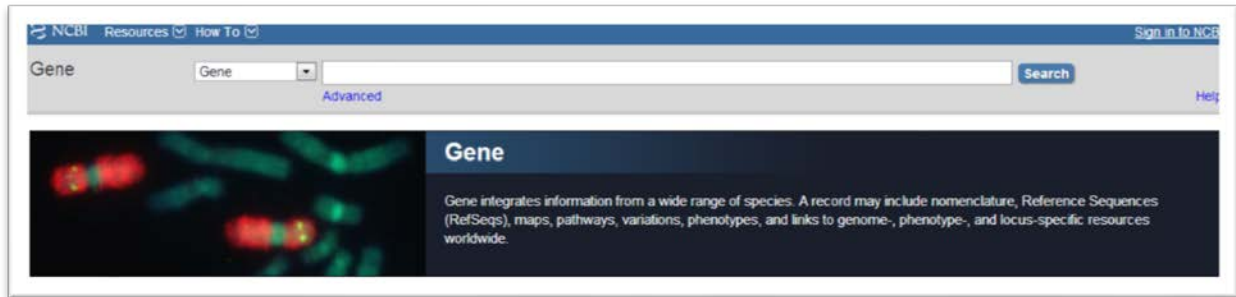 NCBI Resources How To Sign in to NCB
Gene Gene Search
Advanced Help
Gene
Gene integrates information from a wide range of species. A record may include nomenclature, Reference Sequences
(RefSeqs), maps, pathways, variations, phenotypes, and links to genome-, phenotype-, and locus-specific resources
worldwide.